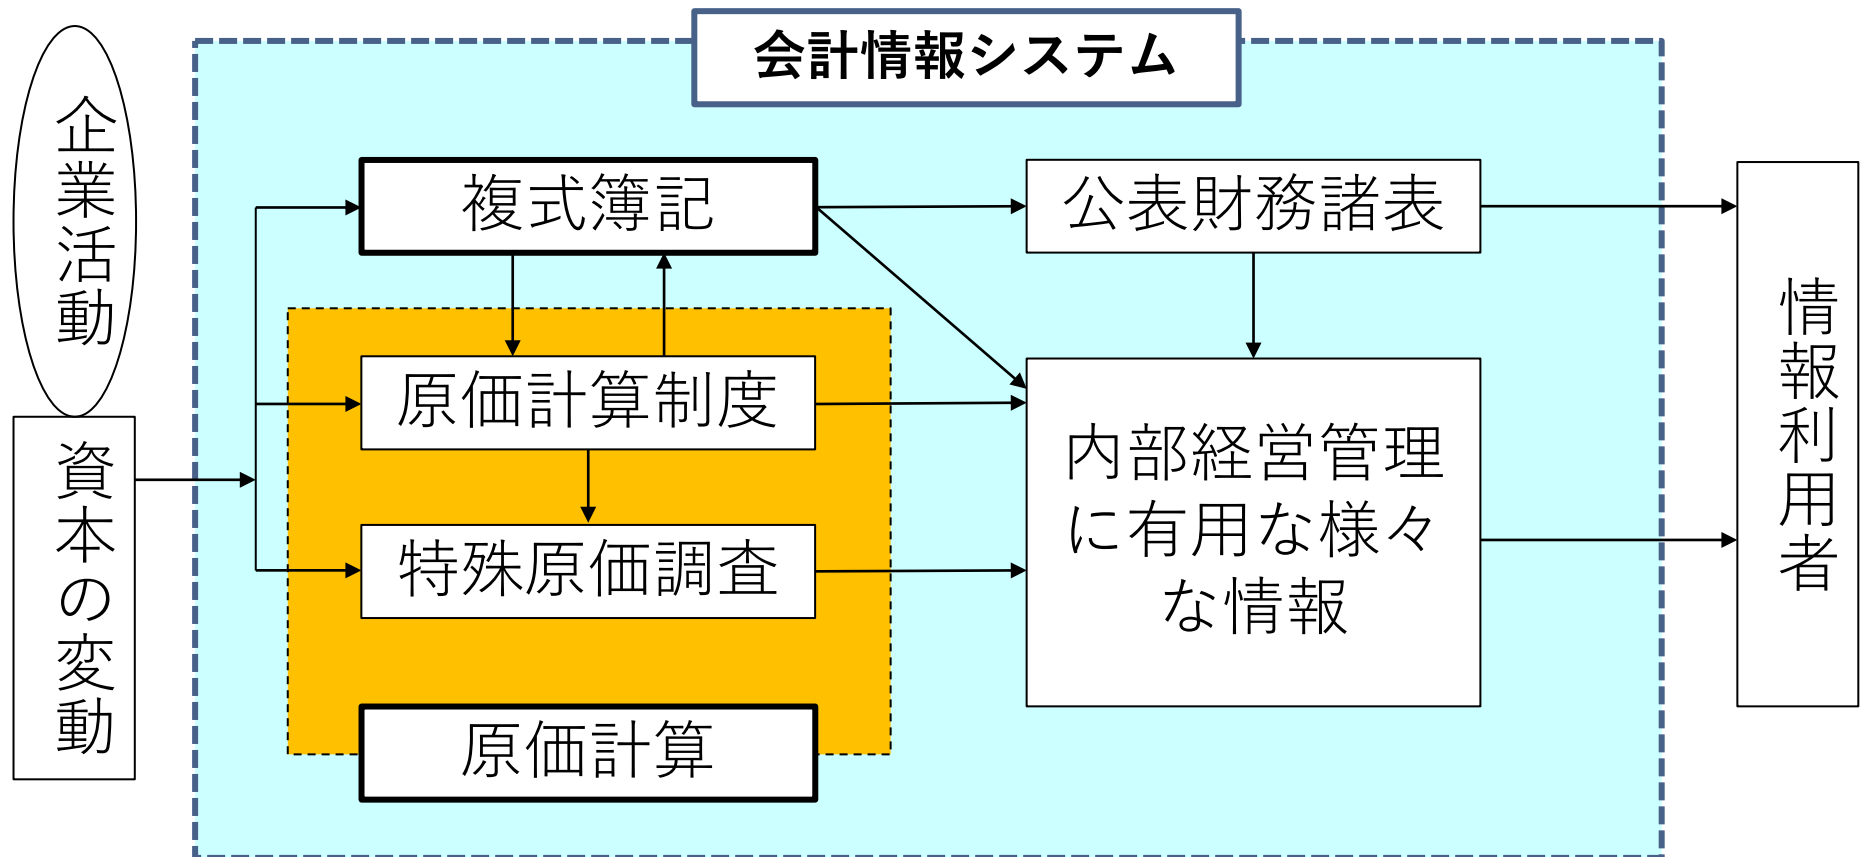 会計情報システム
企業活動
資本の変動
複式簿記
原価計算制度
特殊原価調査
原価計算
公表財務諸表
内部経営管理
に有用な様々
な情報
情報利用者